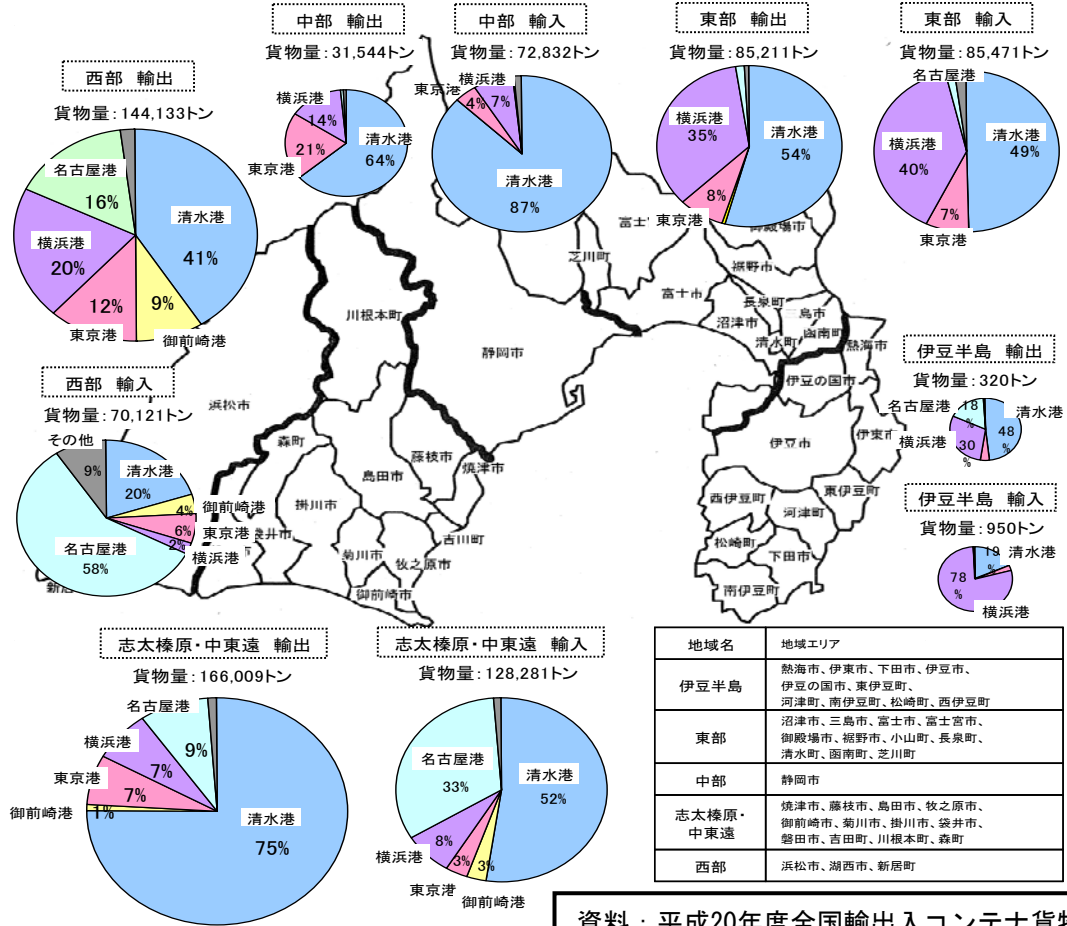 中部 輸出
貨物量:31,544トン
横浜港
14%
東京港
21%
清水港
64%
中部 輸入
貨物量:72,832トン
東京港
4%
横浜港
7%
清水港
87%
東部 輸出
貨物量:85,211トン
横浜港
35%
清水港
54%
東京港
8%
東部 輸入
貨物量:85,471トン
名古屋港
清水港
49%
横浜港
40%
7%
東京港
西部 輸出
貨物量:144,133トン
名古屋港
16%
清水港
41%
横浜港
20%
12%
東京港
9%
御前崎港
西部 輸入
貨物量:70,121トン
その他
9%
清水港
20%
御前崎港
4%
東京港
6%
横浜港
2%
名古屋港
58%
伊豆半島 輸出
貨物量:320トン
名古屋港
18
%
清水港
48
%
横浜港
30
%
伊豆半島 輸入
貨物量:950トン
19
%
清水港
78
%
横浜港
志太榛原・中東遠 輸出
貨物量:166,009トン
名古屋港
9%
横浜港
7%
東京港
7%
御前崎港
1%
清水港
75%
志太榛原・中東遠 輸入
貨物量:128,281トン
名古屋港
33%
清水港
52%
横浜港
8%
東京港
3%
御前崎港
3%
川根本町
静岡市
浜松市
森町
島田市
藤枝市
焼津市
掛川市
菊川市
牧之原市
吉川町
御前崎市
芝川町
富士市
裾野市
長泉町
沼津市
三島市
清水町
函南町
熱海市
伊豆の国市
伊豆市
伊東市
西伊豆町
東伊豆町
河津町
松崎町
下田市
南伊豆町
御殿場市
地域名 地域エリア
伊豆半島 熱海市、伊東市、下田市、伊豆市、
伊豆の国市、東伊豆町、
河津町、南伊豆町、松崎町、西伊豆町
東部 沼津市、三島市、富士市、富士宮市、
御殿場市、裾野市、小山町、長泉町、
清水町、函南町、芝川町
中部 静岡市
志太榛原・
中東遠
焼津市、藤枝市、島田市、牧之原市、
御前崎市、菊川市、掛川市、袋井市、
磐田市、吉田町、川根本町、森町
西部 浜松市、湖西市、新居町
資料:平成20年度全国輸出入コンテナ貨物